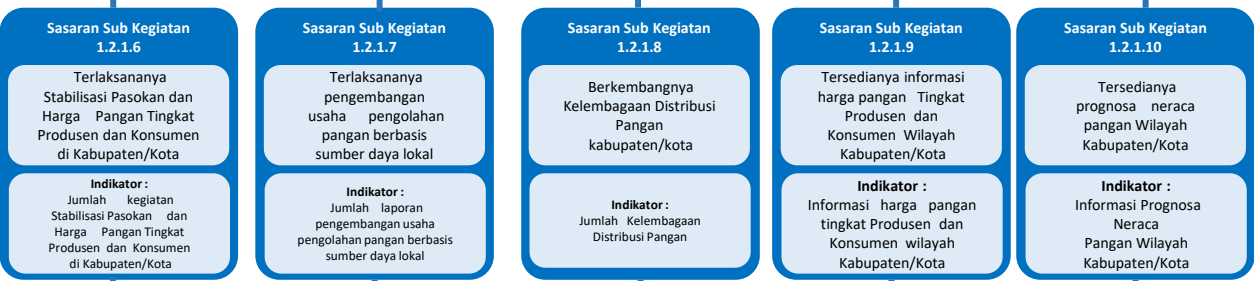 Sasaran Sub Kegiatan
1.2.1.6
Terlaksananya
Stabilisasi Pasokan dan
Harga Pangan Tingkat
Produsen dan Konsumen
di Kabupaten/Kota
Indikator :
Jumlah kegiatan
Stabilisasi Pasokan dan
Harga Pangan Tingkat
Produsen dan Konsumen
di Kabupaten/Kota
Sasaran Sub Kegiatan
1.2.1.7
Terlaksananya
pengembangan
usaha pengolahan
pangan berbasis
sumber daya lokal
Indikator :
Jumlah laporan
pengembangan usaha
pengolahan pangan berbasis
sumber daya lokal
Sasaran Sub Kegiatan
1.2.1.8
Berkembangnya
Kelembagaan Distribusi
Pangan
kabupaten/kota
Indikator :
Jumlah Kelembagaan
Distribusi Pangan
Sasaran Sub Kegiatan
1.2.1.9
Tersedianya informasi
harga pangan Tingkat
Produsen dan
Konsumen Wilayah
Kabupaten/Kota
Indikator :
Informasi harga pangan
tingkat Produsen dan
Konsumen wilayah
Kabupaten/Kota
Sasaran Sub Kegiatan
1.2.1.10
Tersedianya
prognosa neraca
pangan Wilayah
Kabupaten/Kota
Indikator :
Informasi Prognosa
Neraca
Pangan Wilayah
Kabupaten/Kota